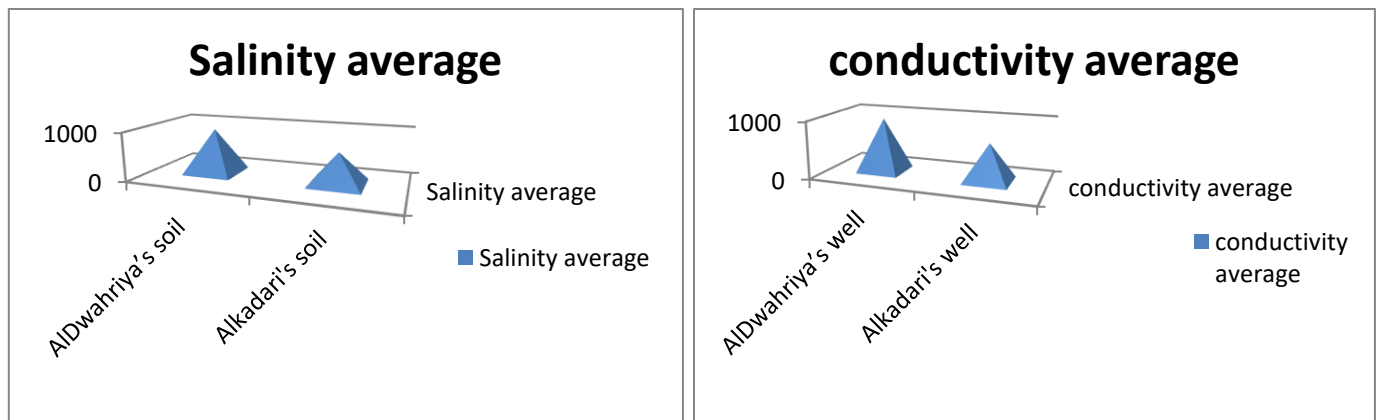 Salinity average
1000
0
Salinity average
AlDwahriya’s soil
Alkadari's soil
Salinity average
conductivity average
1000
0
conductivity average
AlDwahriya’s well
Alkadari's well
conductivity
average